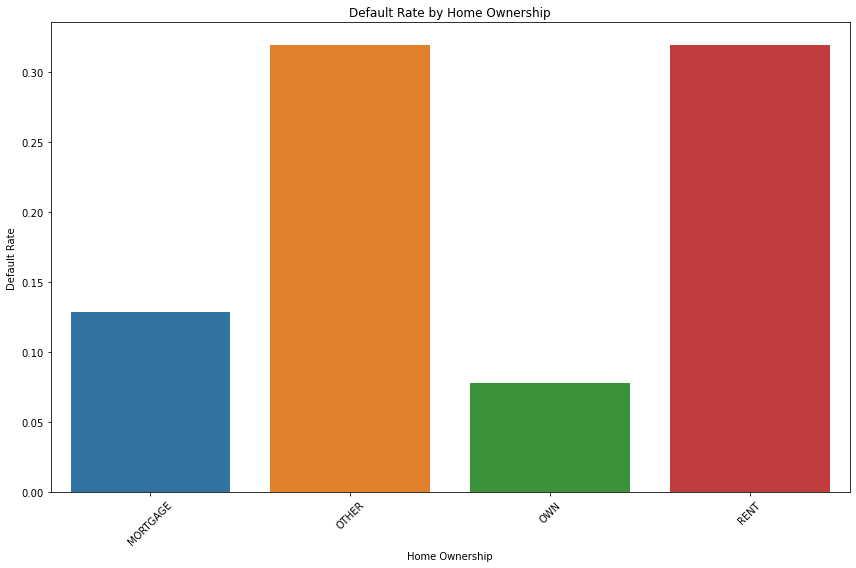 Default Rate by Home Ownership
Default Rate
0.30
0.25
0.20
0.15
0.10
0.05
0.00
MORTGAGE
OTHER
OWN
RENT
Home Ownership